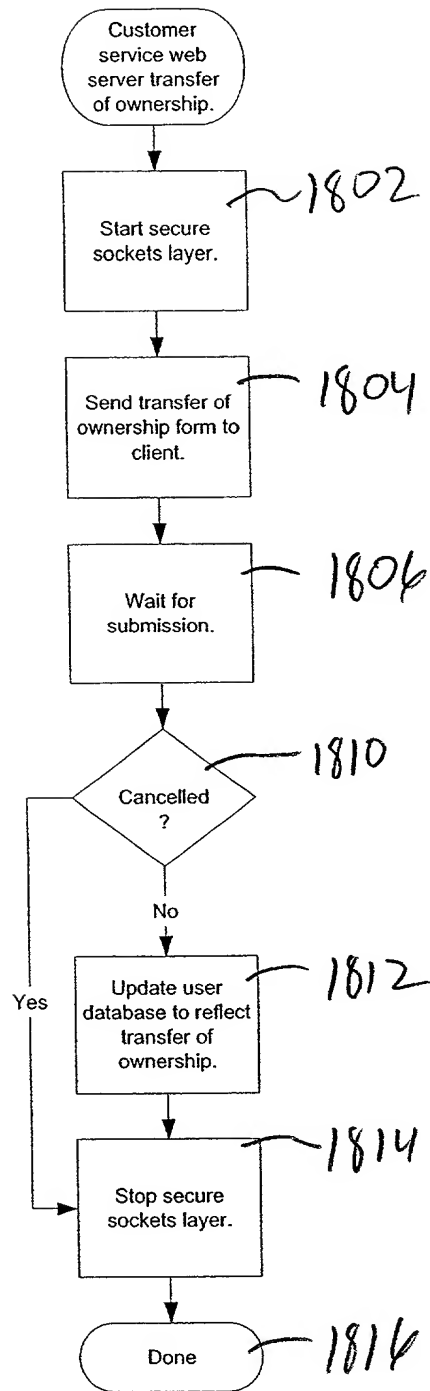 Customer
service web
server transfer
of ownership.
1802
Start secure
sockets layer.
1804
Send transfer of
ownership form to
client.
1806
Wait for
submission.
1810
Cancelled
?
No
Yes
1812
Update user
database to reflect
transfer of
ownership.
1814
Stop secure
sockets layer.
1816
Done